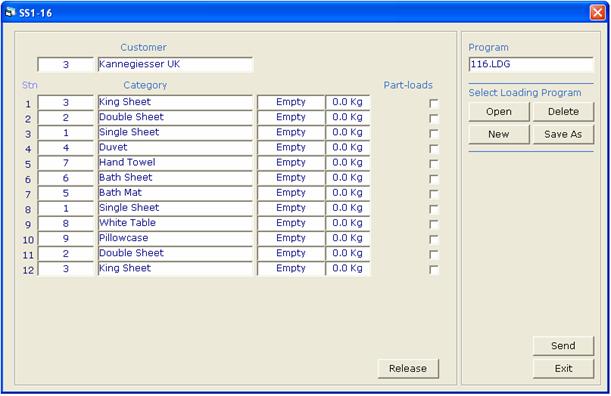 SS1-16
Customer
3 Kannegiesser UK
Stn Category Part-loads
1 3 King Sheet Empty 0.0 Kg
2 2 Double Sheet Empty 0.0 Kg
3 1 Single Sheet Empty 0.0 Kg
4 4 Duvet Empty 0.0 Kg
5 7 Hand Towel Empty 0.0 Kg
6 6 Bath Sheet Empty 0.0 Kg
7 5 Bath Mat Empty 0.0 Kg
8 1 Single Sheet Empty 0.0 Kg
9 8 White Table Empty 0.0 Kg
10 9 Pillowcase Empty 0.0 Kg
11 2 Double Sheet Empty 0.0 Kg
12 3 King Sheet Empty 0.0 Kg
Release
Program
116.LDG
Select Loading Program
Open Delete
New Save As
Send
Exit